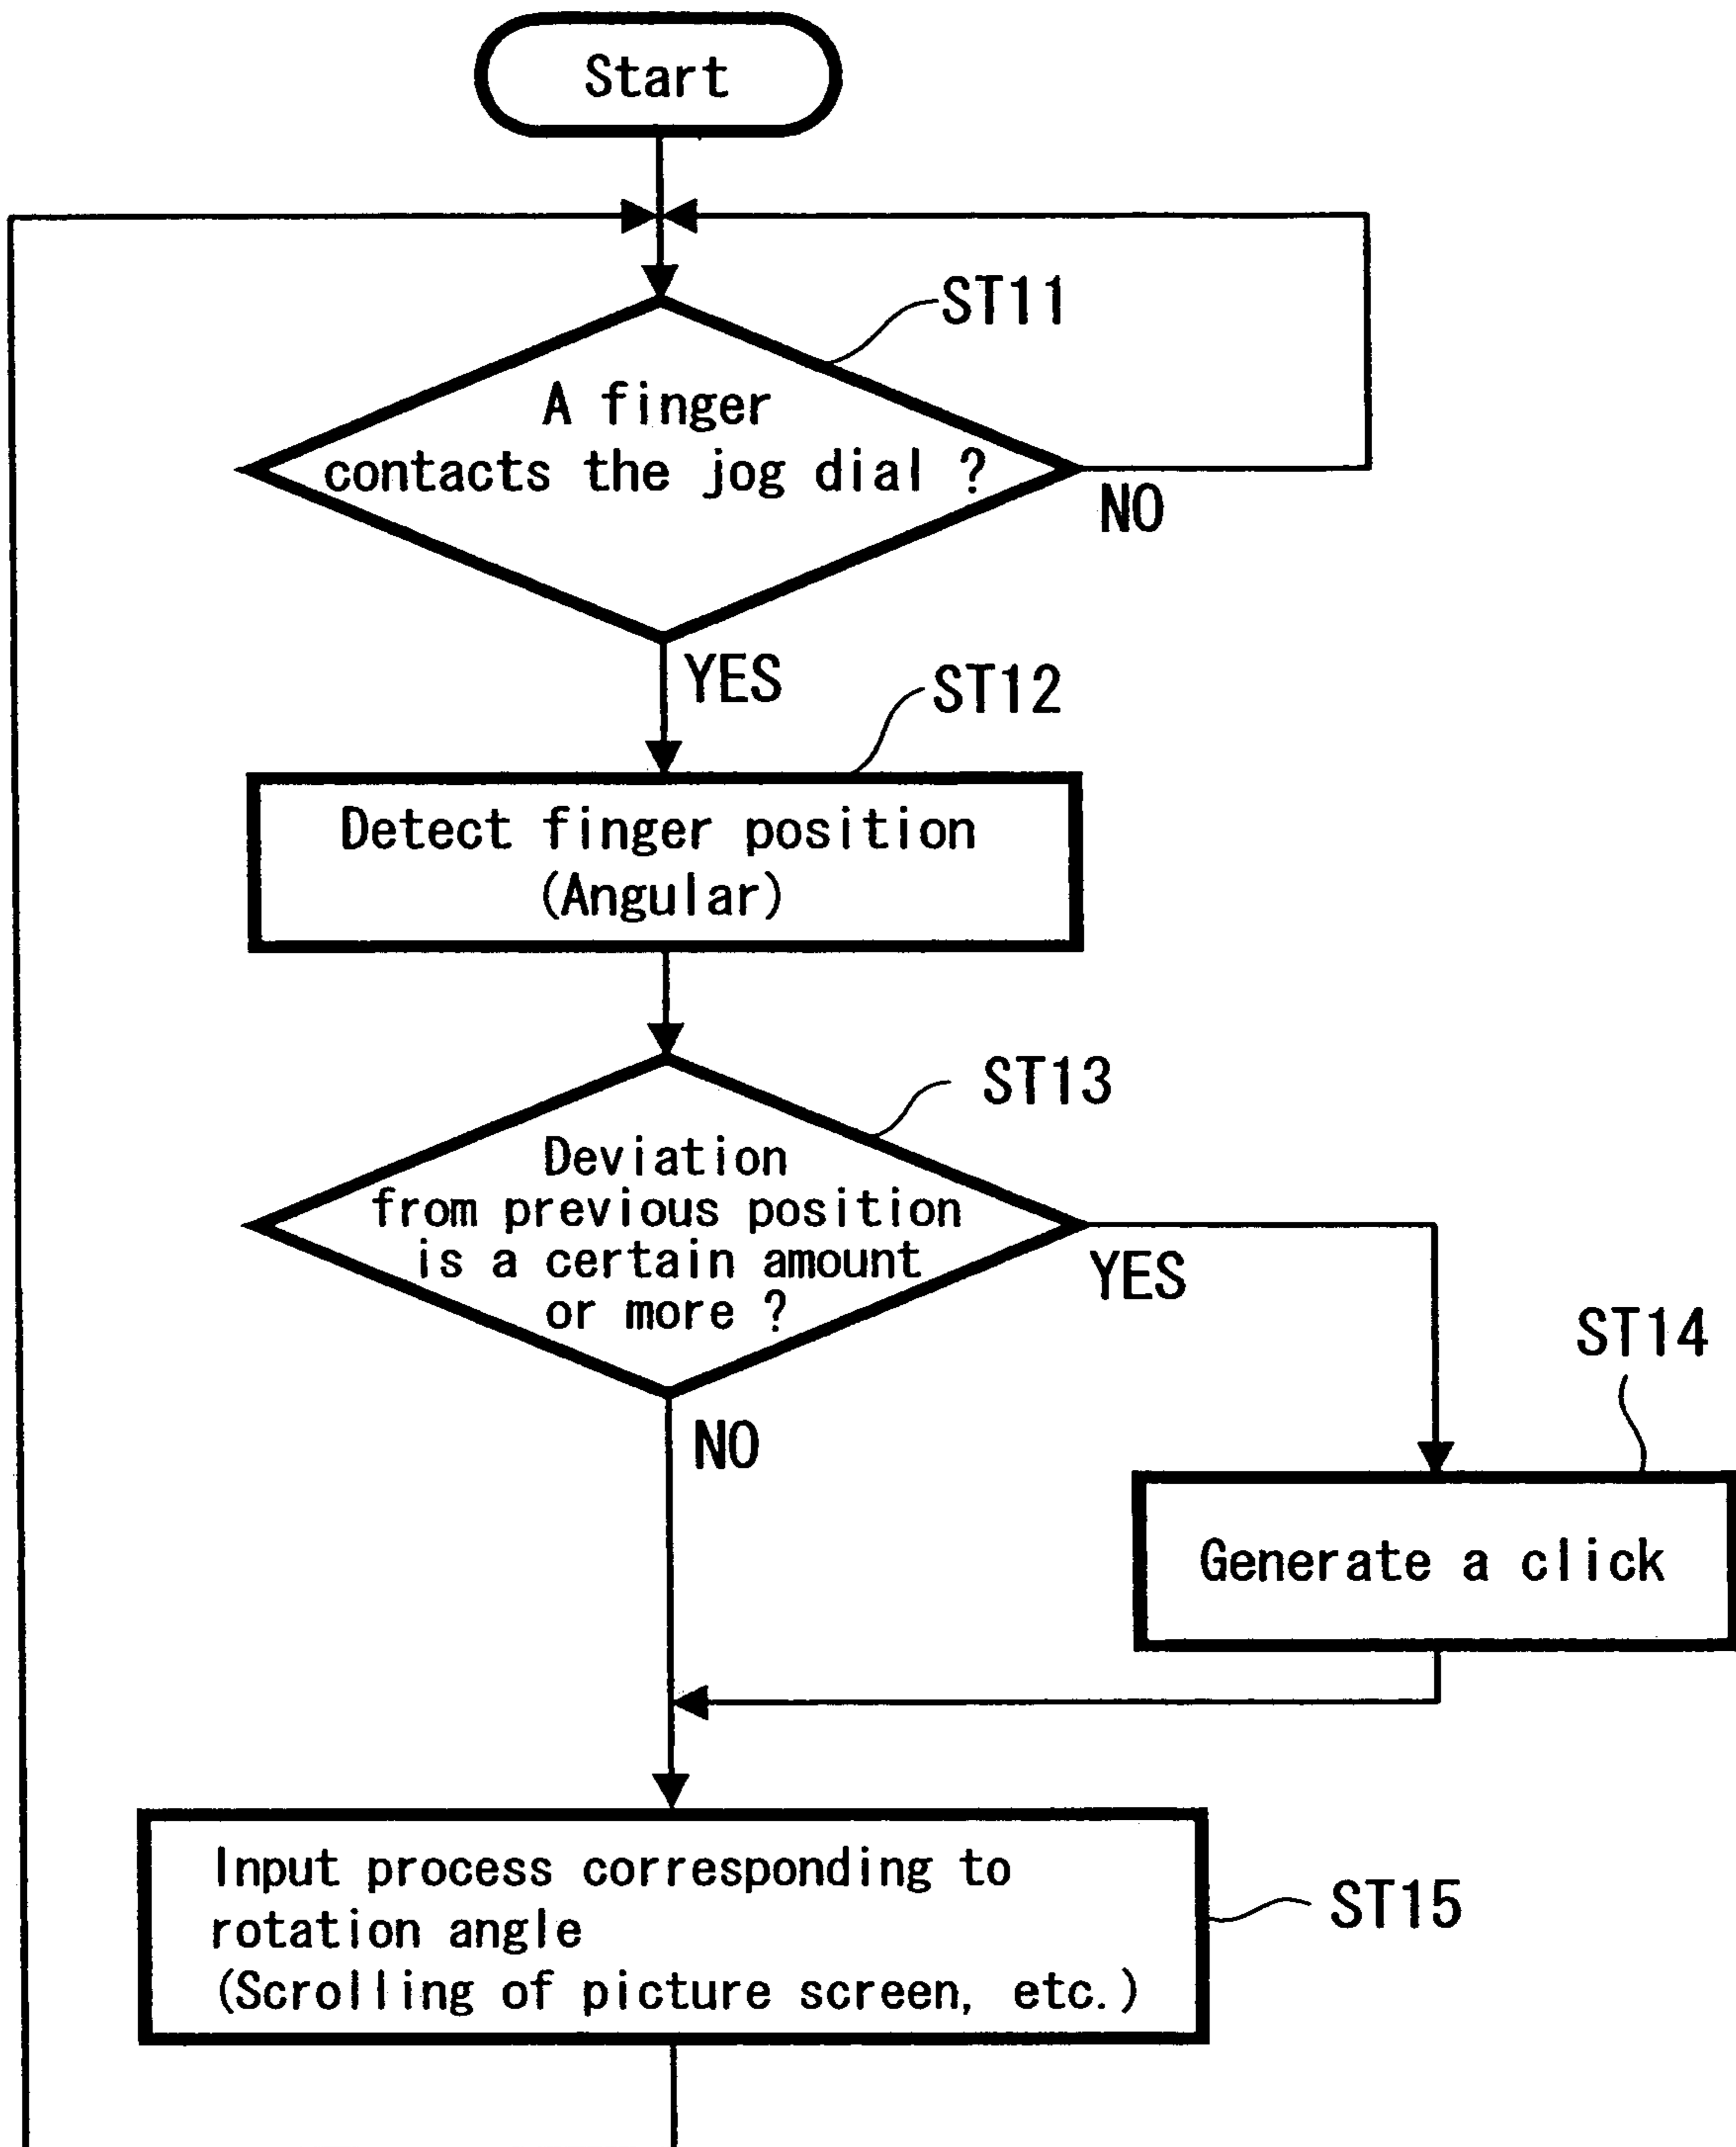 Start
ST11
A finger
contacts the jog dial ?
NO
YES
ST12
Detect finger position
(Angular)
ST13
Deviation
from previous position
is a certain amount
or more ?
YES
ST14
NO
Generate a click
Input process corresponding to
rotation angle
(Scrolling of picture screen, etc.)
ST15